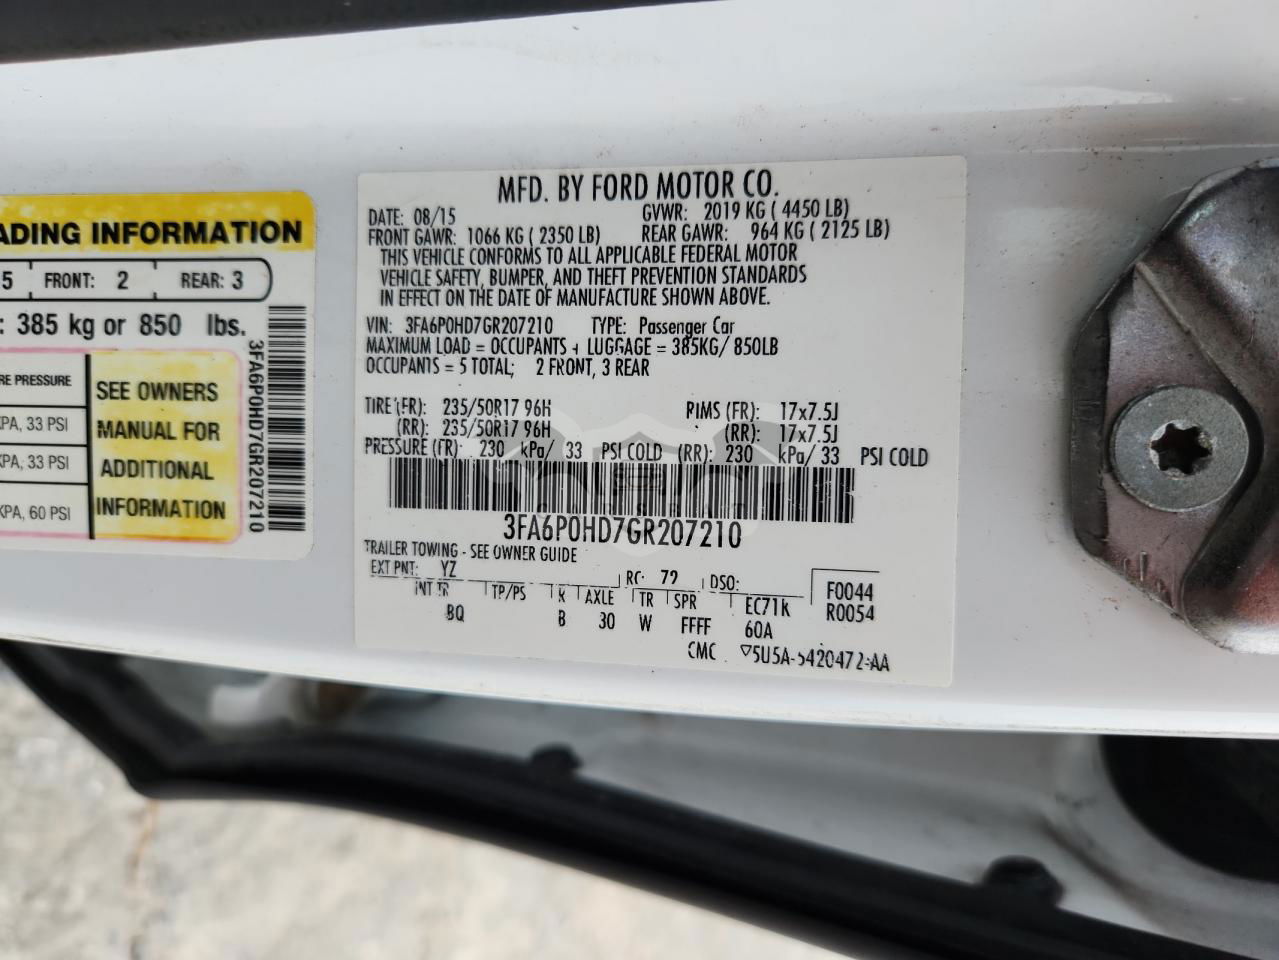 ADING INFORMATION
5 FRONT: 2 REAR: 3
: 385 kg or 850 lbs.
RE PRESSURE
KPA, 33 PSI
KPA, 33 PSI
KPA, 60 PSI
SEE OWNERS
MANUAL FOR
ADDITIONAL
INFORMATION
3FA6P0HD7GR207210
MFD. BY FORD MOTOR CO.
DATE: 08/15 GVWR: 2019 KG ( 4450 LB)
FRONT GAWR: 1066 KG ( 2350 LB) REAR GAWR: 964 KG ( 2125 LB)
THIS VEHICLE CONFORMS TO ALL APPLICABLE FEDERAL MOTOR
VEHICLE SAFETY, BUMPER, AND THEFT PREVENTION STANDARDS
IN EFFECT ON THE DATE OF MANUFACTURE SHOWN ABOVE.
VIN: 3FA6P0HD7GR207210 TYPE: Passenger Car
MAXIMUM LOAD = OCCUPANTS + LUGGAGE = 385KG/ 850LB
OCCUPANTS = 5 TOTAL; 2 FRONT, 3 REAR
TIRE (FR): 235/50R17 96H RIMS (FR): 17x7.5J
(RR): 235/50R17 96H (RR): 17x7.5J
PRESSURE (FR): 230 kPa/ 33 PSI COLD (RR): 230 kPa/ 33 PSI COLD
3FA6P0HD7GR207210
TRAILER TOWING - SEE OWNER GUIDE
EXT PNT: YZ RC: 79 DSO: F0044
INT TR TP/PS R AXLE TR SPR EC71k R0054
BQ B 30 W FFFF 60A
CMC 5U5A-5420472-AA